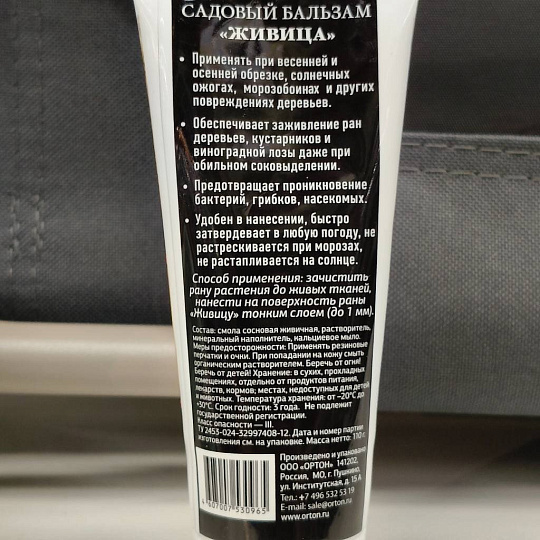 САДОВЫЙ БАЛЬЗАМ
«ЖИВИЦА»
• Применять при весенней и
осенней обрезке, солнечных
ожогах, морозобоинах и других
повреждениях деревьев.
• Обеспечивает заживление ран
деревьев, кустарников и
виноградной лозы даже при
обильном соковыделении.
• Предотвращает проникновение
бактерий, грибков, насекомых.
• Удобен в нанесении, быстро
затвердевает в любую погоду, не
растрескивается при морозах,
не растапливается на солнце.
Способ применения: зачистить
рану растения до живых тканей,
нанести на поверхность раны
«Живицу» тонким слоем (до 1 мм).
Состав: смола сосновая живичная, растворитель,
минеральный наполнитель, кальциевое мыло.
Меры предосторожности: Применять резиновые
перчатки и очки. При попадании на кожу смыть
органическим растворителем. Беречь от огня!
Беречь от детей! Хранение: в сухих, прохладных
помещениях, отдельно от продуктов питания,
лекарств, кормов; местах, недоступных для детей
и животных. Температура хранения: от –20°С до
+30°С. Срок годности: 3 года. Не подлежит
государственной регистрации.
Класс опасности — III.
ТУ 2453-024-32997408-12. Дата и номер партии
изготовления см. на упаковке. Масса нетто: 110 г.
Произведено и упаковано
ООО «ОРТОН» 141202,
Россия, МО, г. Пушкино,
ул. Институтская, д. 15 А
Тел.: +7 496 532 53 19
E-mail: sale@orton.ru
www.orton.ru
4 607007 530965